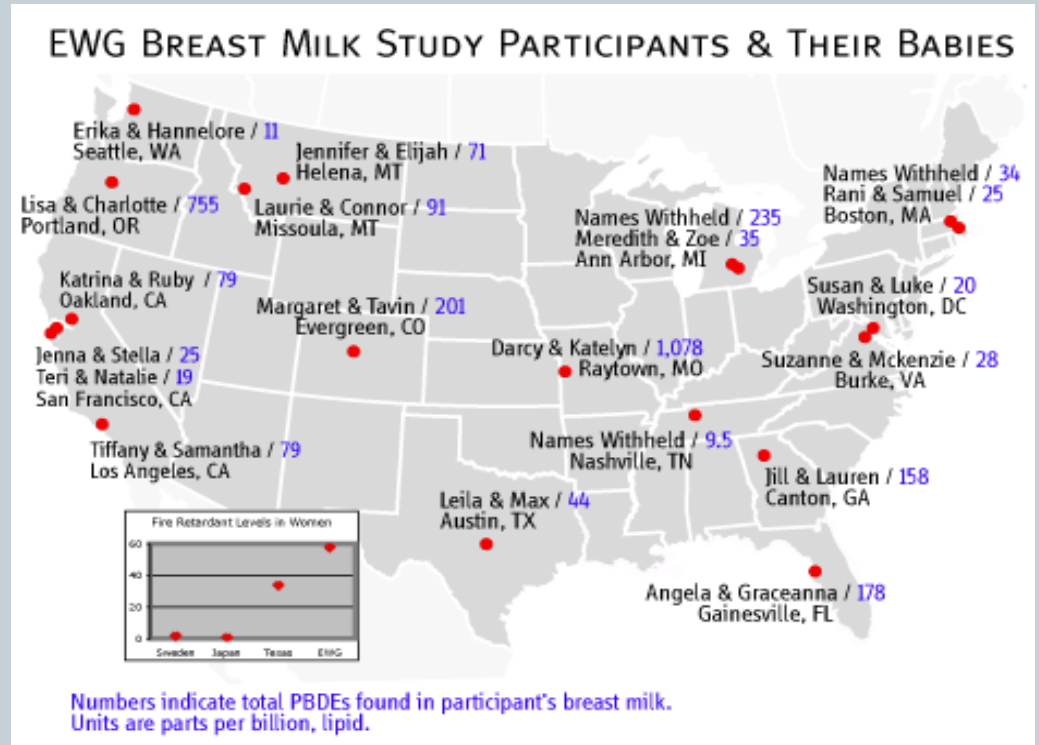 EWG BREAST MILK STUDY PARTICIPANTS & THEIR BABIES
Erika & Hannelore / 11
Seattle, WA
Jennifer & Elijah / 71
Helena, MT
Lisa & Charlotte / 755
Portland, OR
Laurie & Connor / 91
Missoula, MT
Names Withheld / 235
Meredith & Zoe / 35
Ann Arbor, MI
Names Withheld / 34
Rani & Samuel / 25
Boston, MA
Katrina & Ruby / 79
Oakland, CA
Margaret & Tavin / 201
Evergreen, CO
Susan & Luke / 20
Washington, DC
Jenna & Stella / 25
Teri & Natalie / 19
San Francisco, CA
Darcy & Katelyn / 1,078
Raytown, MO
Suzanne & Mckenzie / 28
Burke, VA
Tiffany & Samantha / 79
Los Angeles, CA
Names Withheld / 9.5
Nashville, TN
Jill & Lauren / 158
Canton, GA
Leila & Max / 44
Austin, TX
Angela & Graceanna / 178
Gainesville, FL
Fire Retardant Levels in Women
60
40
20
0
Sweden Japan Texas EWG
Numbers indicate total PBDEs found in participant's breast milk.
Units are parts per billion, lipid.